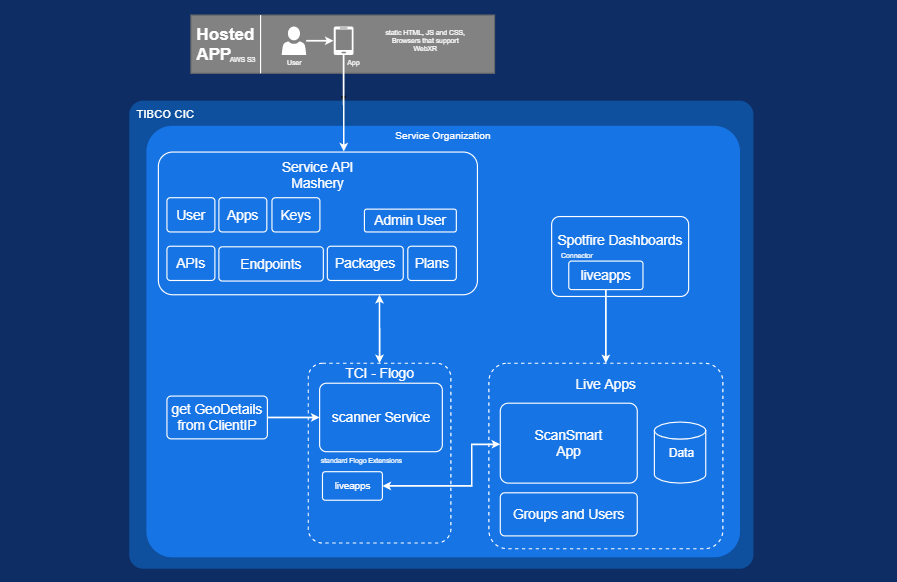 Hosted
APP AWS S3
User
App
static HTML, JS and CSS,
Browsers that support
WebXR
TIBCO CIC
Service Organization
Service API
Mashery
User
Apps
Keys
Admin User
APIs
Endpoints
Packages
Plans
Spotfire Dashboards
Connector
liveapps
TCI - Flogo
scanner Service
standard Flogo Extensions
liveapps
get GeoDetails
from ClientIP
Live Apps
ScanSmart
App
Data
Groups and Users